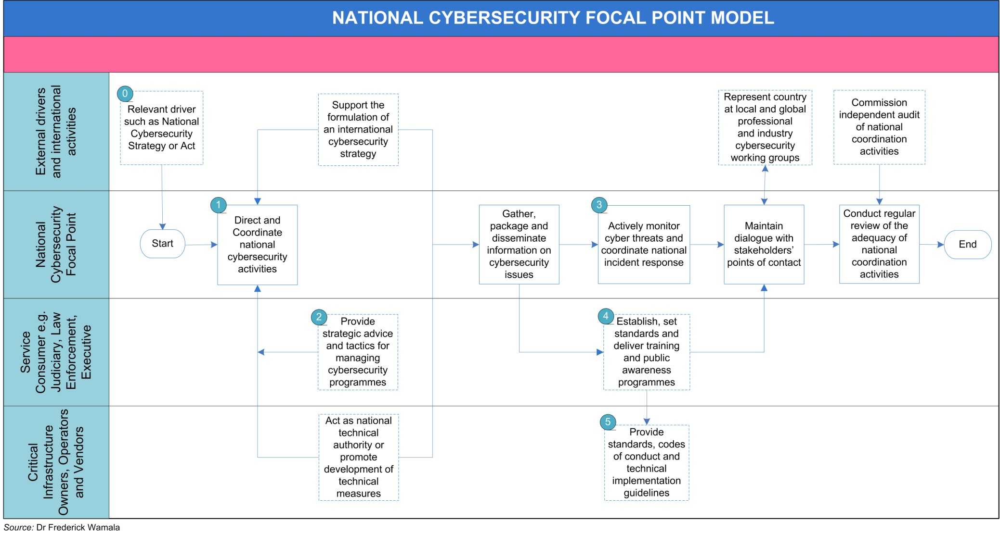 NATIONAL CYBERSECURITY FOCAL POINT MODEL
External drivers
and international
activities
0
Relevant driver
such as National
Cybersecurity
Strategy or Act
Support the
formulation of
an international
cybersecurity
strategy
Represent country
at local and global
professional
and industry
cybersecurity
working groups
Commission
independent audit
of national
coordination
activities
National
Cybersecurity
Focal Point
Start
1
Direct and
Coordinate
national
cybersecurity
activities
Gather,
package and
disseminate
information on
cybersecurity
issues
3
Actively monitor
cyber threats and
coordinate national
incident response
Maintain
dialogue with
stakeholders’
points of contact
Conduct regular
review of the
adequacy of
national
coordination
activities
End
Service
Consumer e.g.
Judiciary, Law
Enforcement,
Executive
2
Provide
strategic advice
and tactics for
managing
cybersecurity
programmes
4
Establish, set
standards and
deliver training
and public
awareness
programmes
Critical
Infrastructure
Owners, Operators
and Vendors
Act as national
technical
authority or
promote
development of
technical
measures
5
Provide
standards, codes
of conduct and
technical
implementation
guidelines
Source: Dr Frederick Wamala